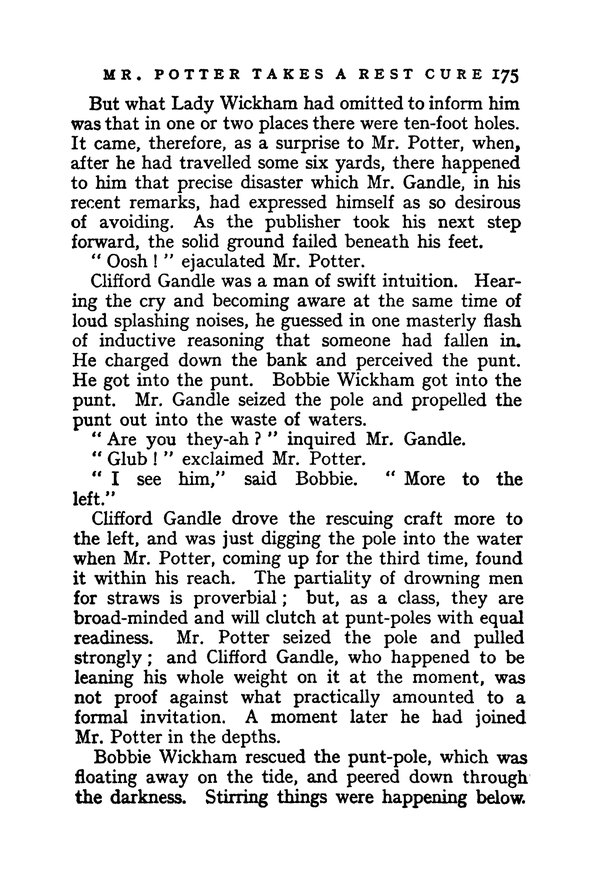 MR. POTTER TAKES A REST CURE 175
But what Lady Wickham had omitted to inform him
was that in one or two places there were ten-foot holes.
It came, therefore, as a surprise to Mr. Potter, when,
after he had travelled some six yards, there happened
to him that precise disaster which Mr. Gandle, in his
recent remarks, had expressed himself as so desirous
of avoiding. As the publisher took his next step
forward, the solid ground failed beneath his feet.
“ Oosh ! ” ejaculated Mr. Potter.
Clifford Gandle was a man of swift intuition. Hear-
ing the cry and becoming aware at the same time of
loud splashing noises, he guessed in one masterly flash
of inductive reasoning that someone had fallen in.
He charged down the bank and perceived the punt.
He got into the punt. Bobbie Wickham got into the
punt. Mr. Gandle seized the pole and propelled the
punt out into the waste of waters.
“ Are you they-ah ? ” inquired Mr. Gandle.
“ Glub ! ” exclaimed Mr. Potter.
“ I see him,” said Bobbie. “ More to the
left.”
Clifford Gandle drove the rescuing craft more to
the left, and was just digging the pole into the water
when Mr. Potter, coming up for the third time, found
it within his reach. The partiality of drowning men
for straws is proverbial ; but, as a class, they are
broad-minded and will clutch at punt-poles with equal
readiness. Mr. Potter seized the pole and pulled
strongly ; and Clifford Gandle, who happened to be
leaning his whole weight on it at the moment, was
not proof against what practically amounted to a
formal invitation. A moment later he had joined
Mr. Potter in the depths.
Bobbie Wickham rescued the punt-pole, which was
floating away on the tide, and peered down through
the darkness. Stirring things were happening below.